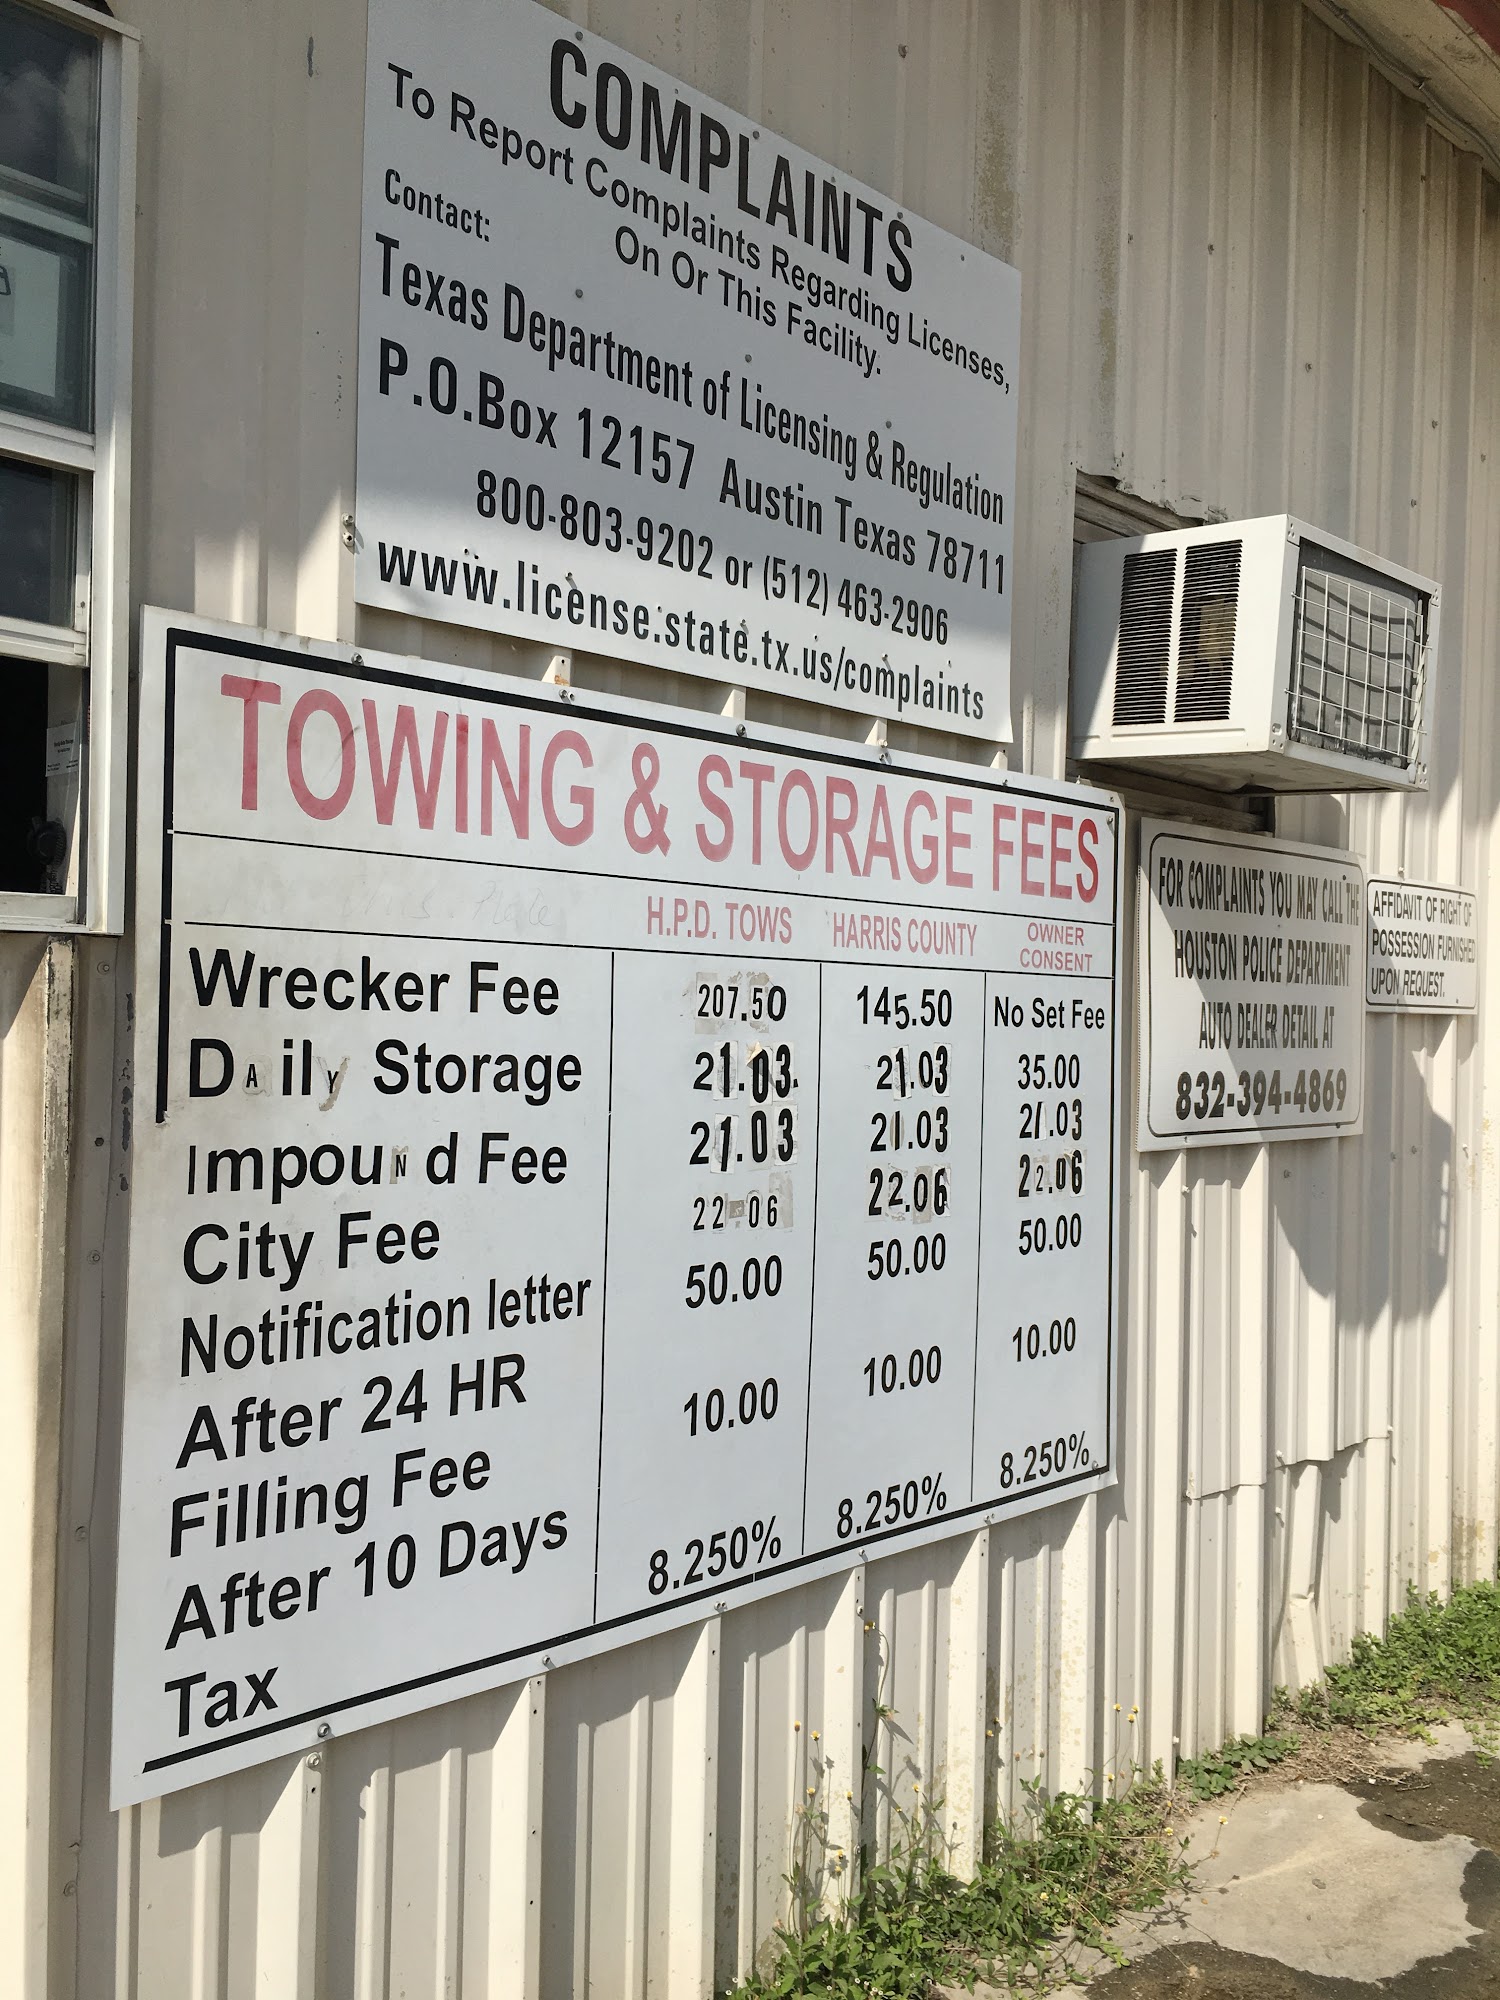 COMPLAINTS
To Report Complaints Regarding Licenses,
On Or This Facility.
Contact:
Texas Department of Licensing & Regulation
P.O.Box 12157 Austin Texas 78711
800-803-9202 or (512) 463-2906
www.license.state.tx.us/complaints
TOWING & STORAGE FEES
H.P.D. TOWS HARRIS COUNTY OWNER CONSENT
Wrecker Fee 207.50 145.50 No Set Fee
DAilY Storage 21.03. 21.03 35.00
ImpouNd Fee 21.03 21.03 21.03
City Fee 22-06 22.06 22.06
Notification letter 50.00 50.00 50.00
After 24 HR
Filling Fee 10.00 10.00 10.00
After 10 Days
Tax 8.250% 8.250% 8.250%
FOR COMPLAINTS YOU MAY CALL THE
HOUSTON POLICE DEPARTMENT
AUTO DEALER DETAIL AT
832-394-4869
AFFIDAVIT OF RIGHT OF
POSSESSION FURNISHED
UPON REQUEST.